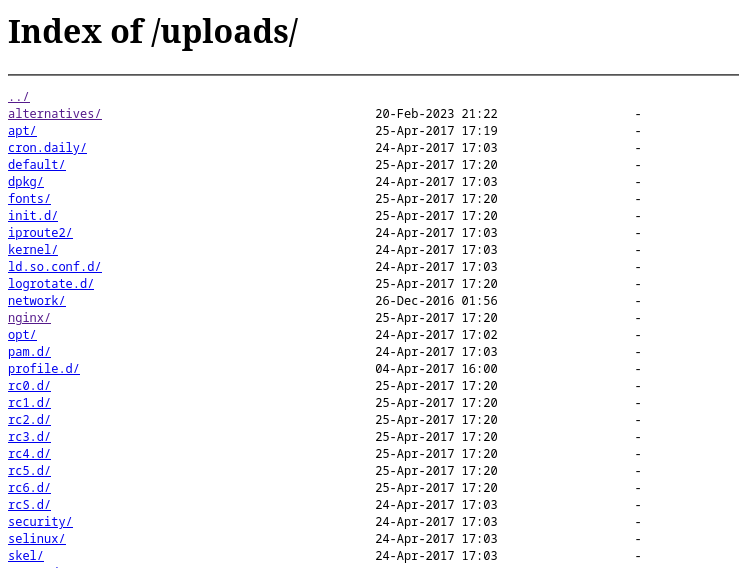 Index of /uploads/
../
alternatives/ 20-Feb-2023 21:22 -
apt/ 25-Apr-2017 17:19 -
cron.daily/ 24-Apr-2017 17:03 -
default/ 25-Apr-2017 17:20 -
dpkg/ 24-Apr-2017 17:03 -
fonts/ 25-Apr-2017 17:20 -
init.d/ 25-Apr-2017 17:20 -
iproute2/ 24-Apr-2017 17:03 -
kernel/ 24-Apr-2017 17:03 -
ld.so.conf.d/ 24-Apr-2017 17:03 -
logrotate.d/ 25-Apr-2017 17:20 -
network/ 26-Dec-2016 01:56 -
nginx/ 25-Apr-2017 17:20 -
opt/ 24-Apr-2017 17:02 -
pam.d/ 24-Apr-2017 17:03 -
profile.d/ 04-Apr-2017 16:00 -
rc0.d/ 25-Apr-2017 17:20 -
rc1.d/ 25-Apr-2017 17:20 -
rc2.d/ 25-Apr-2017 17:20 -
rc3.d/ 25-Apr-2017 17:20 -
rc4.d/ 25-Apr-2017 17:20 -
rc5.d/ 25-Apr-2017 17:20 -
rc6.d/ 25-Apr-2017 17:20 -
rcS.d/ 24-Apr-2017 17:03 -
security/ 24-Apr-2017 17:03 -
selinux/ 24-Apr-2017 17:03 -
skel/ 24-Apr-2017 17:03 -